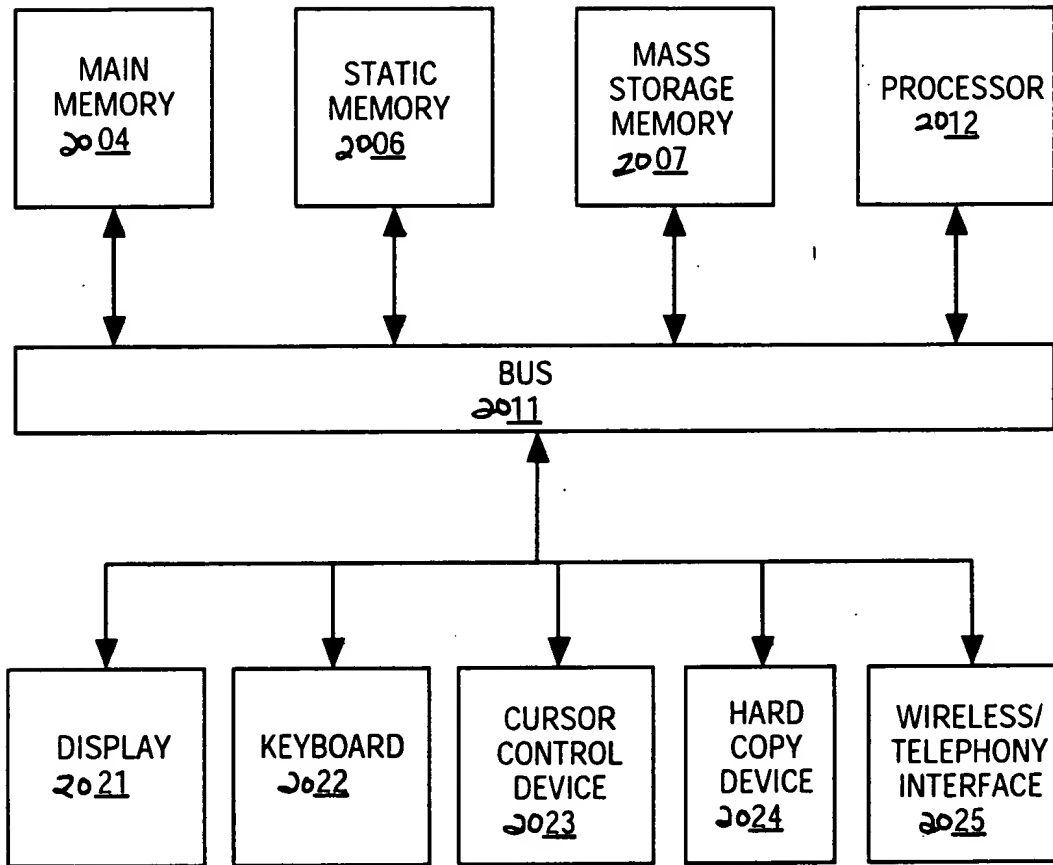 MAIN
MEMORY
2004
STATIC
MEMORY
2006
MASS
STORAGE
MEMORY
2007
PROCESSOR
2012
BUS
2011
DISPLAY
2021
KEYBOARD
2022
CURSOR
CONTROL
DEVICE
2023
HARD
COPY
DEVICE
2024
WIRELESS/
TELEPHONY
INTERFACE
2025